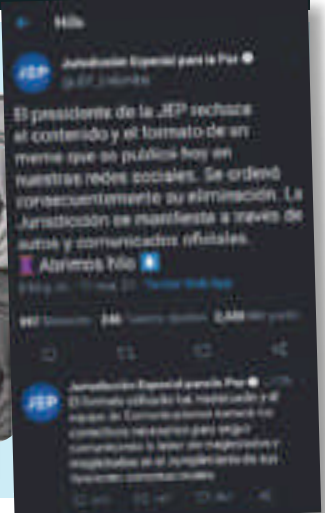 Hilo
JEP
Jurisdicción Especial para la Paz
@JEP_Colombia
El presidente de la JEP rechaza
el contenido y el formato de un
meme que se publicó hoy en
nuestras redes sociales. Se ordenó
consecuentemente su eliminación. La
Jurisdicción se manifiesta a través de
autos y comunicados oficiales.
Abrimos hilo
JEP
Jurisdicción Especial para la Paz
El formato utilizado fue inadecuado y el
equipo de Comunicaciones tomará los
correctivos necesarios para seguir
comunicando la labor de magistrados y
magistradas en el cumplimiento de sus
funciones constitucionales.